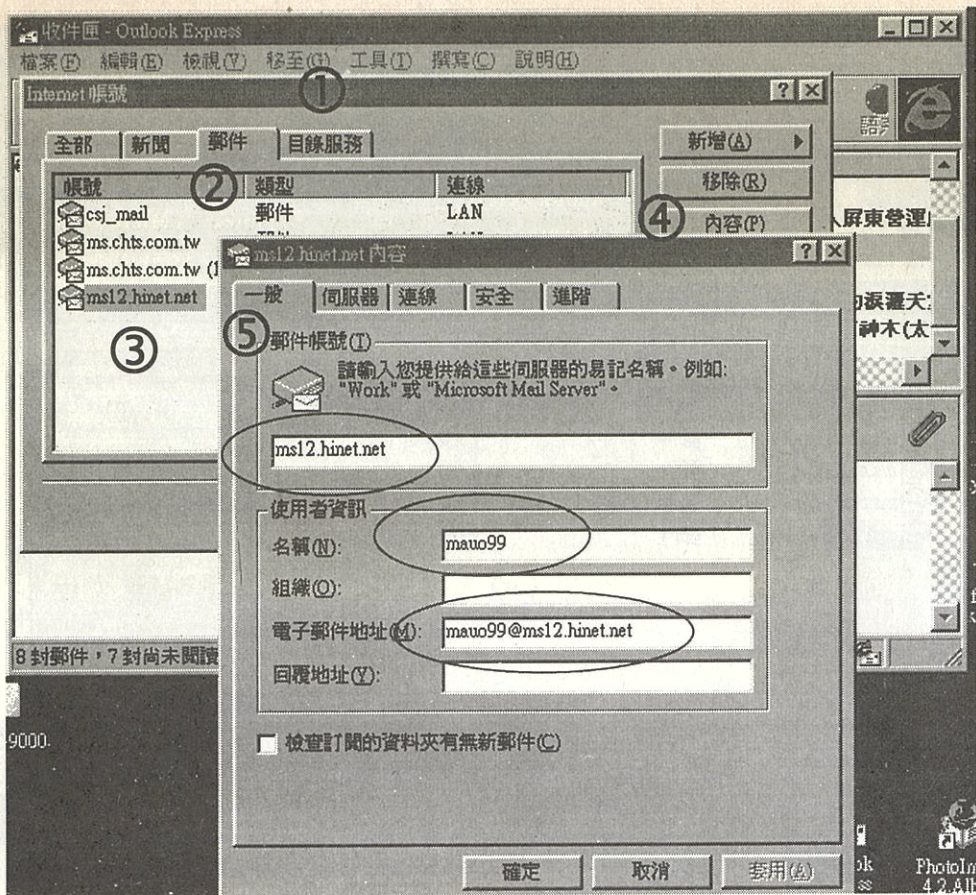 收件匣 - Outlook Express
檔案(F) 編輯(E) 檢視(V) 移至(G) 工具(T) 撰寫(C) 說明(H)
①
Internet 帳號
全部 新聞 郵件 目錄服務
新增(A)
移除(R)
內容(P)
②
④
帳號 類型 連線
csj_mail 郵件 LAN
ms.chts.com.tw
ms.chts.com.tw (1
ms12.hinet.net
③
屏東營運
神木(太
ms12.hinet.net 內容
一般 伺服器 連線 安全 進階
⑤
郵件帳號(T)
請輸入您提供給這些伺服器的易記名稱。例如:
"Work" 或 "Microsoft Mail Server"。
ms12.hinet.net
使用者資訊
名稱(N): mauo99
組織(O):
電子郵件地址(M): mauo99@ms12.hinet.net
回覆地址(Y):
檢查訂閱的資料夾有無新郵件(C)
確定 取消 套用(A)
8 封郵件，7 封尚未閱讀
9000.